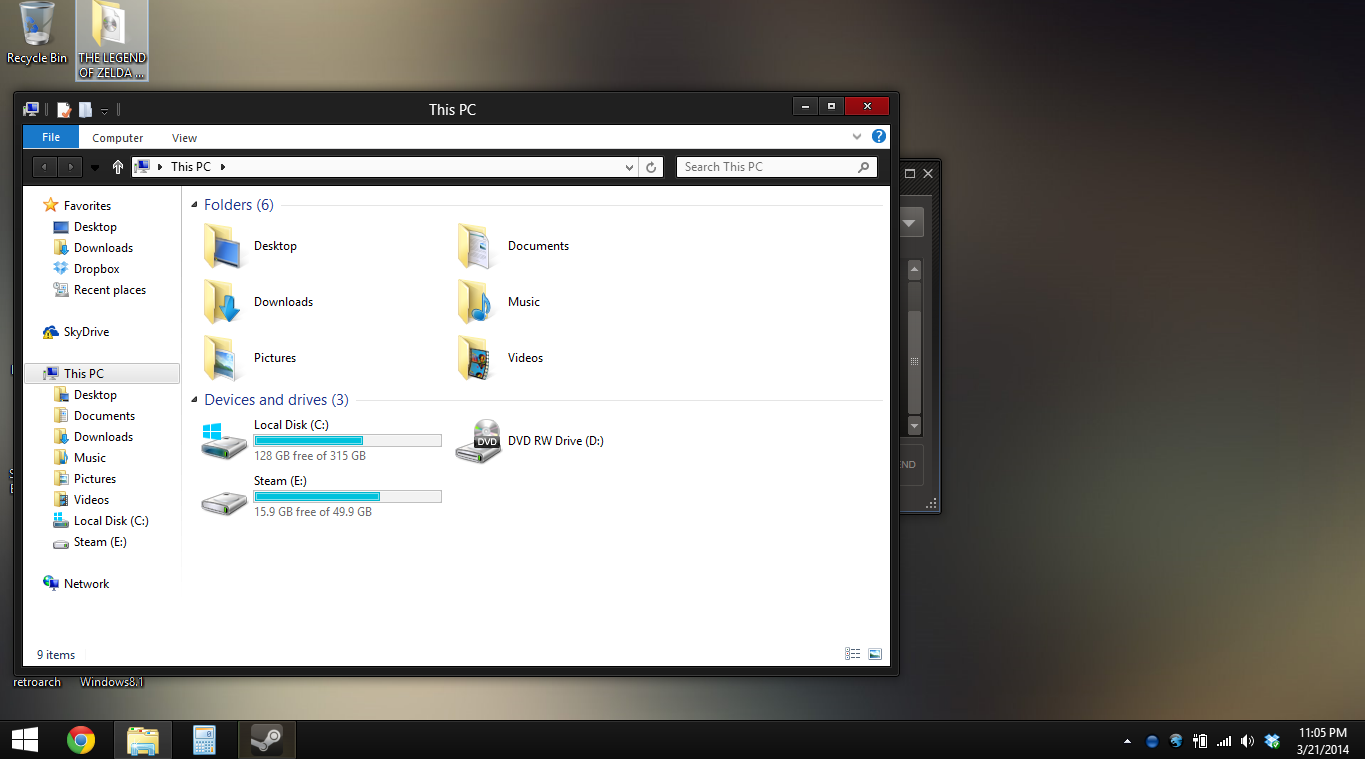 Recycle Bin
THE LEGEND
OF ZELDA ...
This PC
File
Computer
View
This PC
Search This PC
Favorites
Desktop
Downloads
Dropbox
Recent places
SkyDrive
This PC
Desktop
Documents
Downloads
Music
Pictures
Videos
Local Disk (C:)
Steam (E:)
Network
Folders (6)
Desktop
Documents
Downloads
Music
Pictures
Videos
Devices and drives (3)
Local Disk (C:)
128 GB free of 315 GB
DVD
DVD RW Drive (D:)
Steam (E:)
15.9 GB free of 49.9 GB
9 items
retroarch
Windows8.1
11:05 PM
3/21/2014